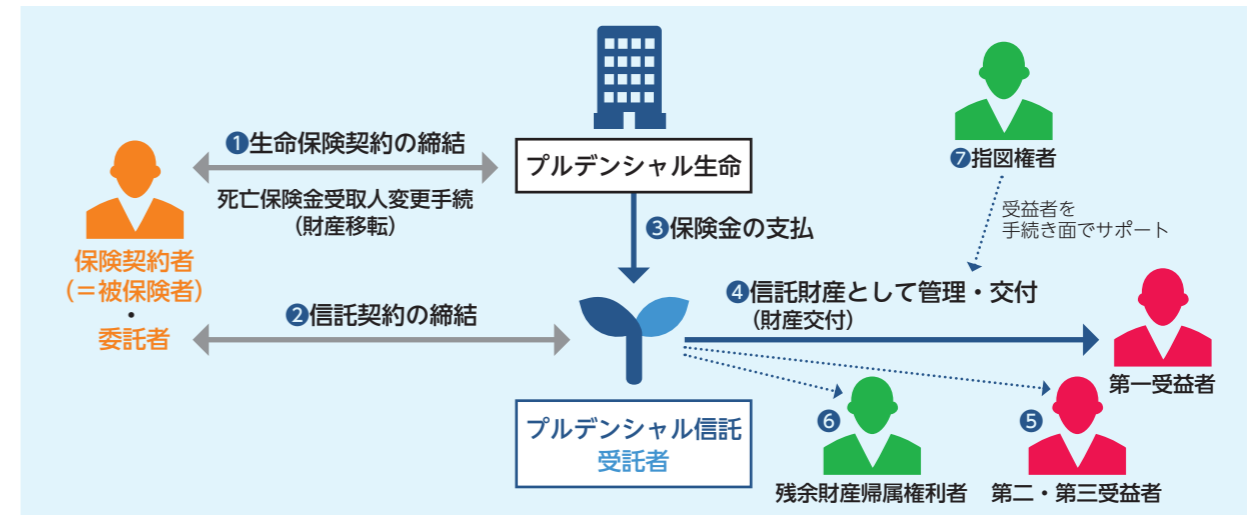 ❶生命保険契約の締結
死亡保険金受取人変更手続
（財産移転）
プルデンシャル生命
❼指図権者
受益者を
手続き面でサポート
❸保険金の支払
保険契約者
（＝被保険者）
・
委託者
❷信託契約の締結
❹信託財産として管理・交付
（財産交付）
第一受益者
プルデンシャル信託
受託者
❻
残余財産帰属権利者
❺
第二・第三受益者